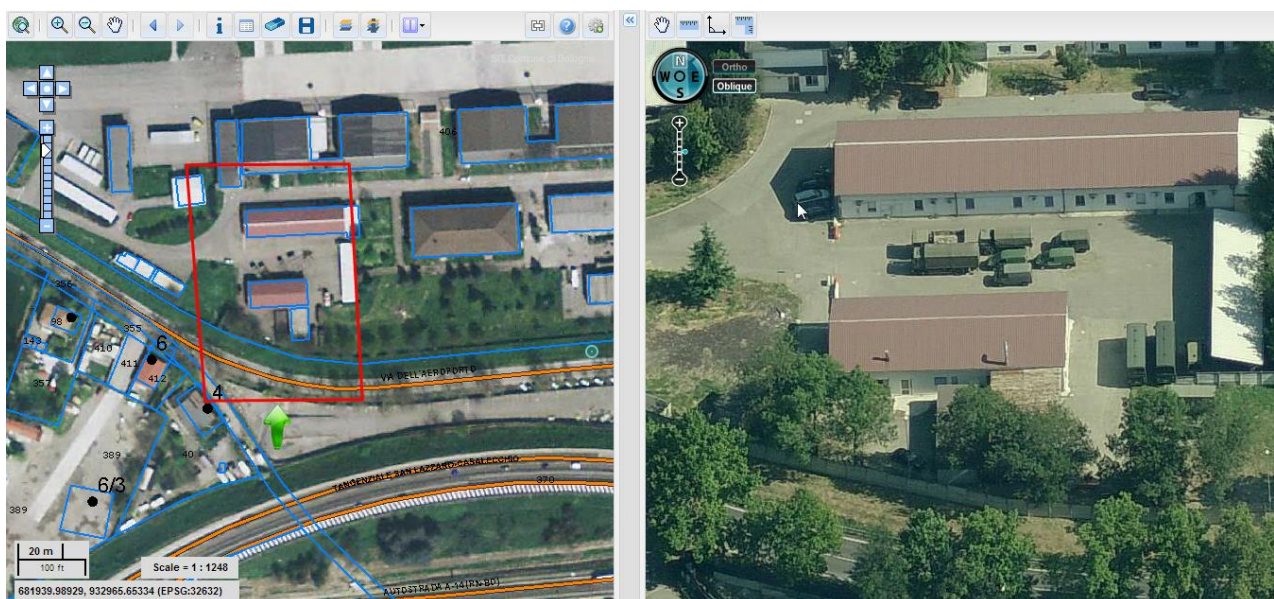 N
W O E
S
Ortho
Oblique
406
356
98
143
357
355
410
411
6
412
4
VIA DELL'AEROPORTO
40
389
6/3
389
TANGENZIALE SAN LAZZARO-CASALECCHIO
370
AUTOSTRADA A-14 (RN-BO)
20 m
100 ft
Scale = 1 : 1248
681939.98929, 932965.65334 (EPSG:32632)